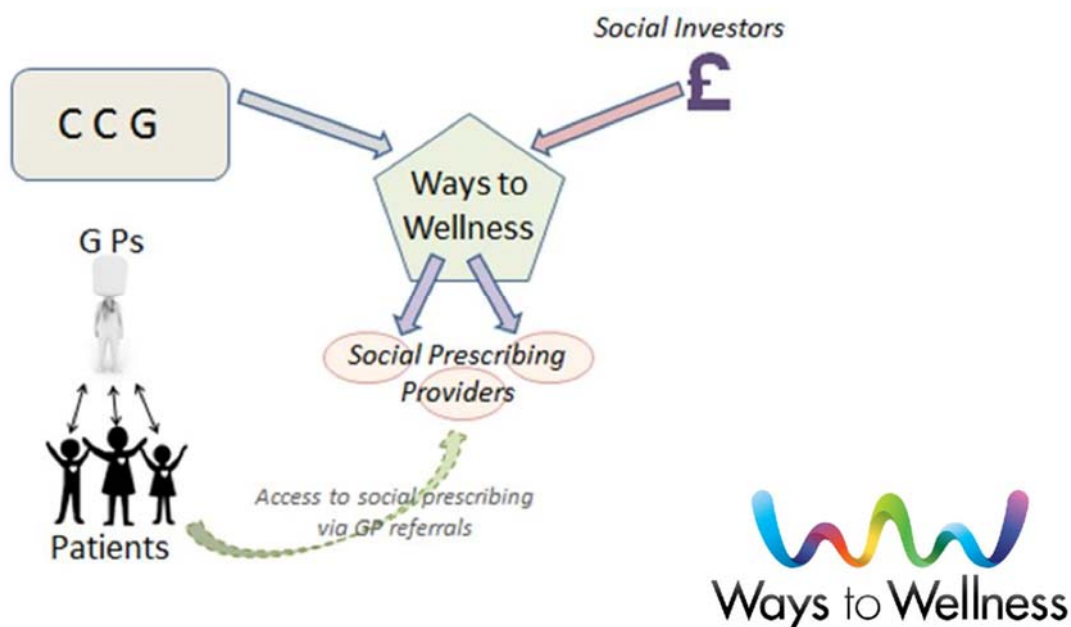 Social Investors
£
C C G
Ways to
Wellness
G Ps
Social Prescribing
Providers
Access to social prescribing
via GP referrals
Patients
Ways to Wellness